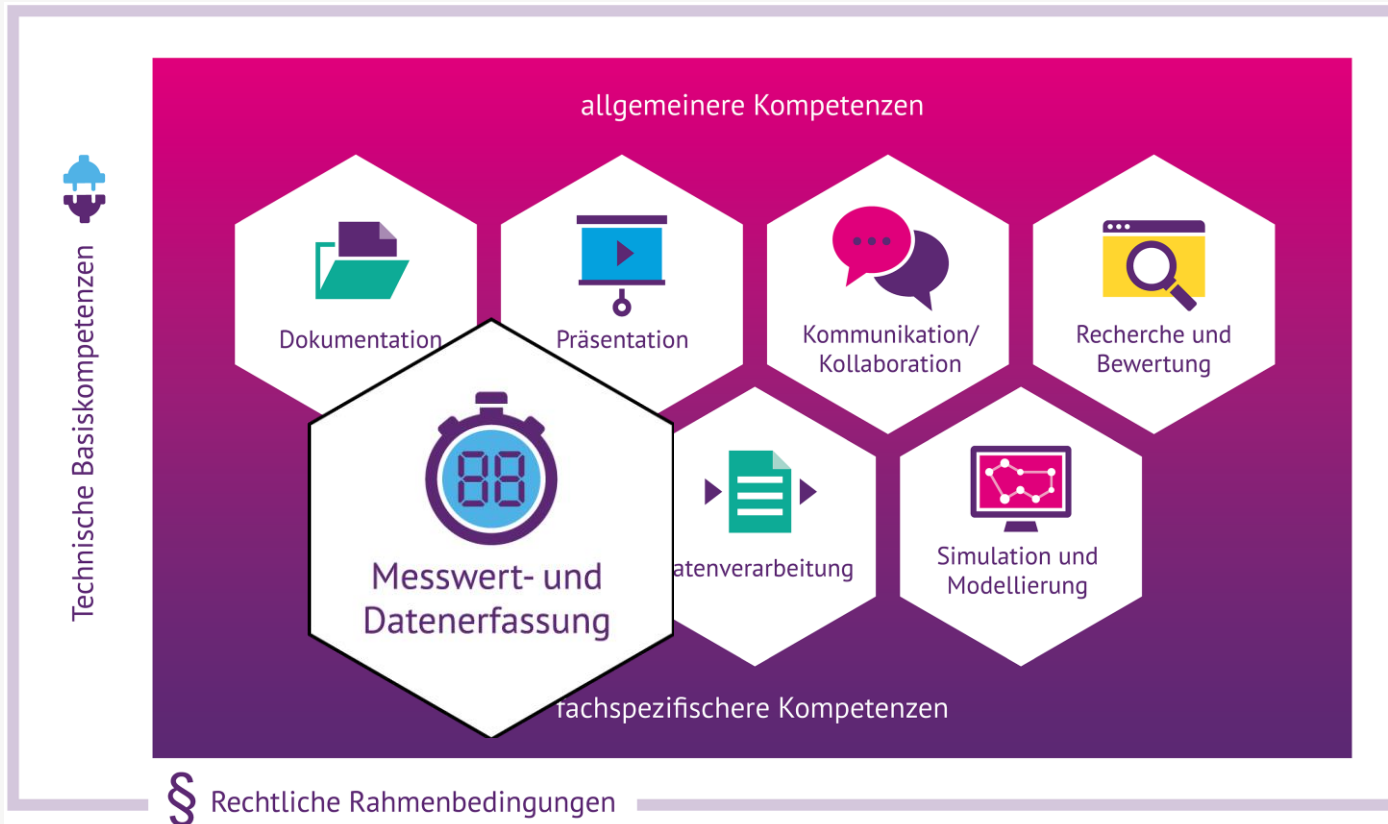 allgemeinere Kompetenzen
Technische Basiskompetenzen
Dokumentation
Präsentation
Kommunikation/
Kollaboration
Recherche und
Bewertung
88
Messwert- und
Datenerfassung
atenverarbeitung
Simulation und
Modellierung
fachspezifischere Kompetenzen
§ Rechtliche Rahmenbedingungen